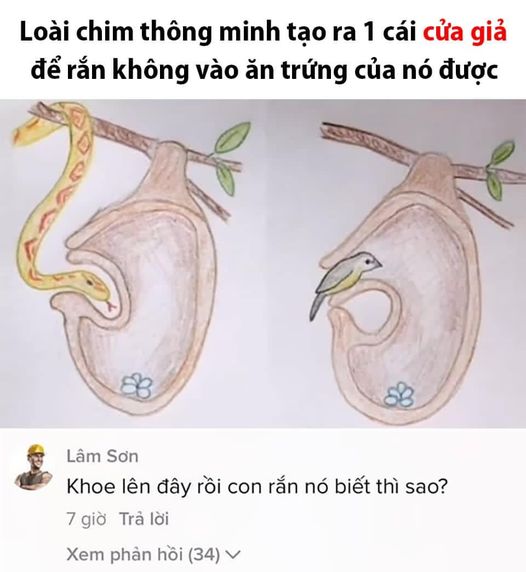 Loài chim thông minh tạo ra 1 cái cửa giả
để rắn không vào ăn trứng của nó được
Lâm Sơn
Khoe lên đây rồi con rắn nó biết thì sao?
7 giờ Trả lời
Xem phản hồi (34)